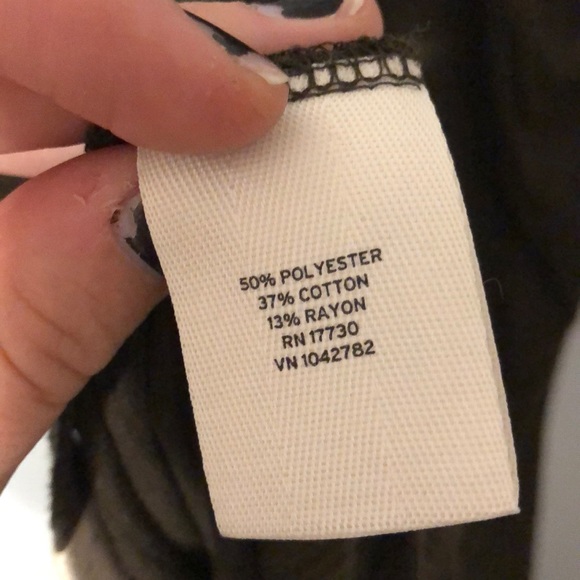 50% POLYESTER
37% COTTON
13% RAYON
RN 17730
VN 1042782